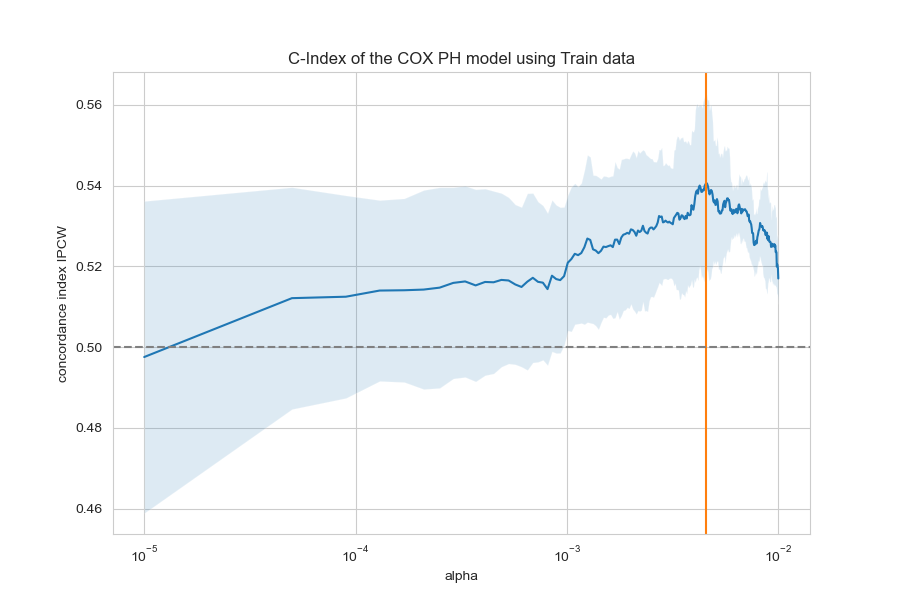 C-Index of the COX PH model using Train data
concordance index IPCW
0.56
0.54
0.52
0.50
0.48
0.46
10⁻⁵ 10⁻⁴ 10⁻³ 10⁻²
alpha